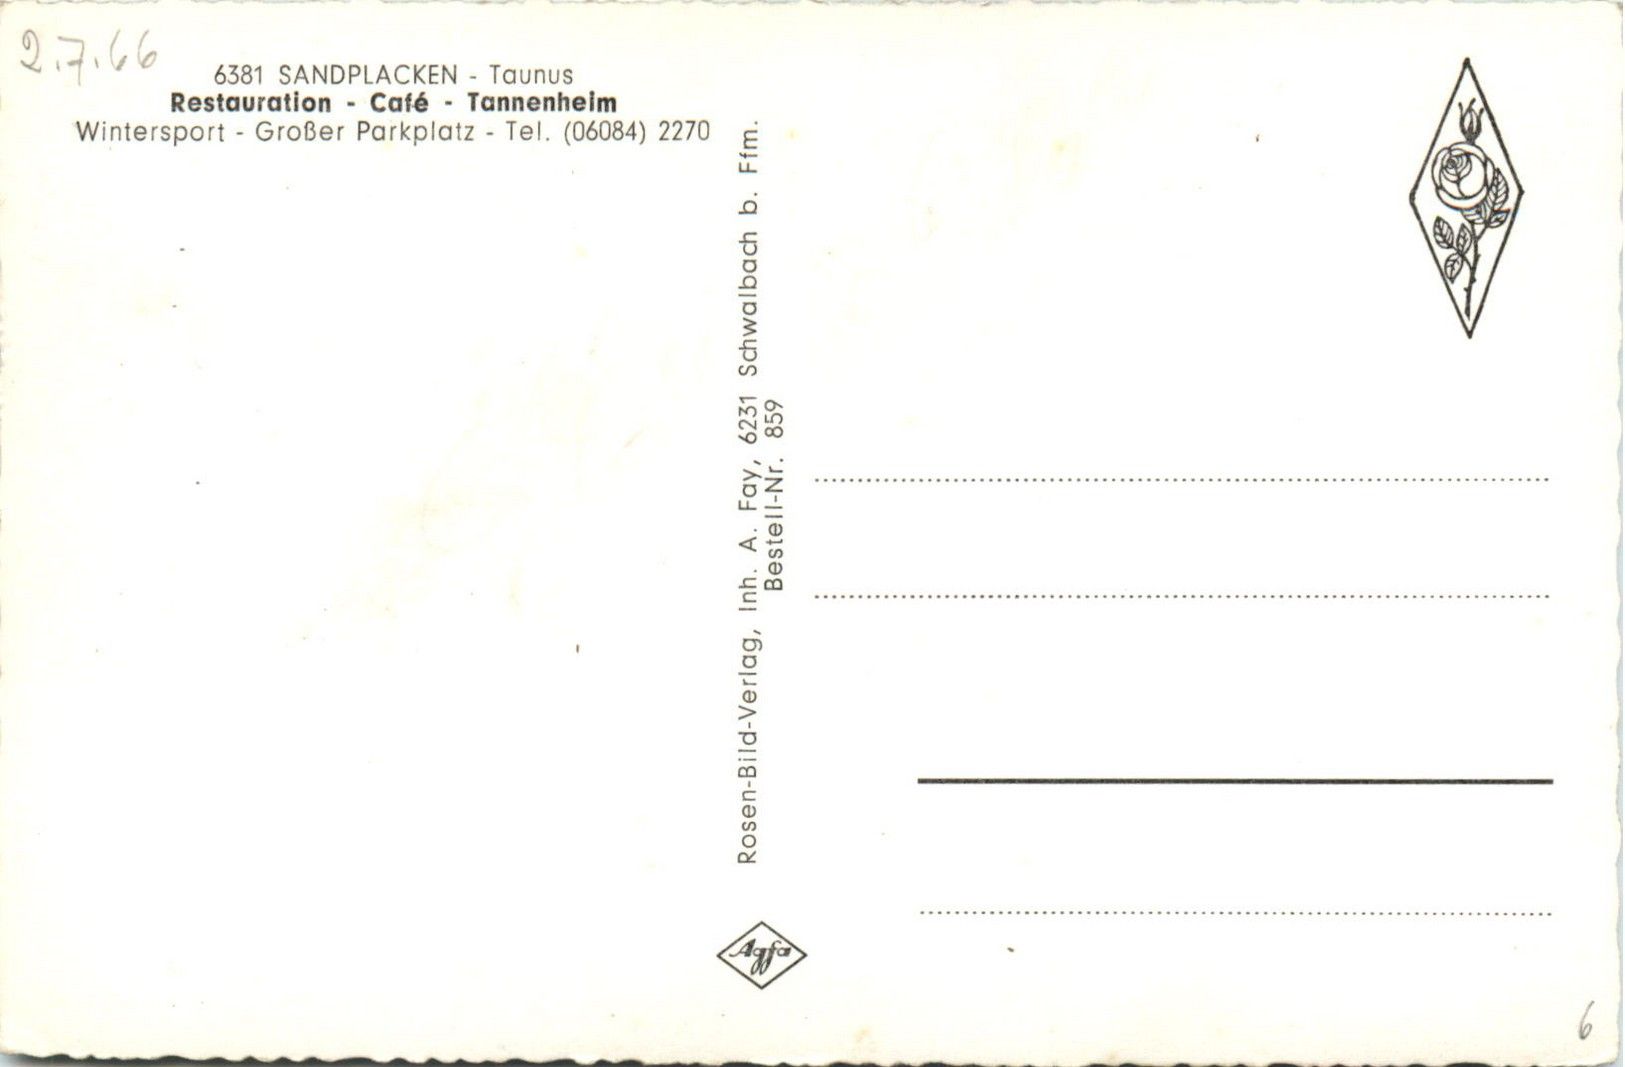 2.7.66
6381 SANDPLACKEN - Taunus
Restauration - Café - Tannenheim
Wintersport - Großer Parkplatz - Tel. (06084) 2270
Rosen-Bild-Verlag, Inh. A. Fay, 6231 Schwalbach b. Ffm.
Bestell-Nr. 859
Agfa
6